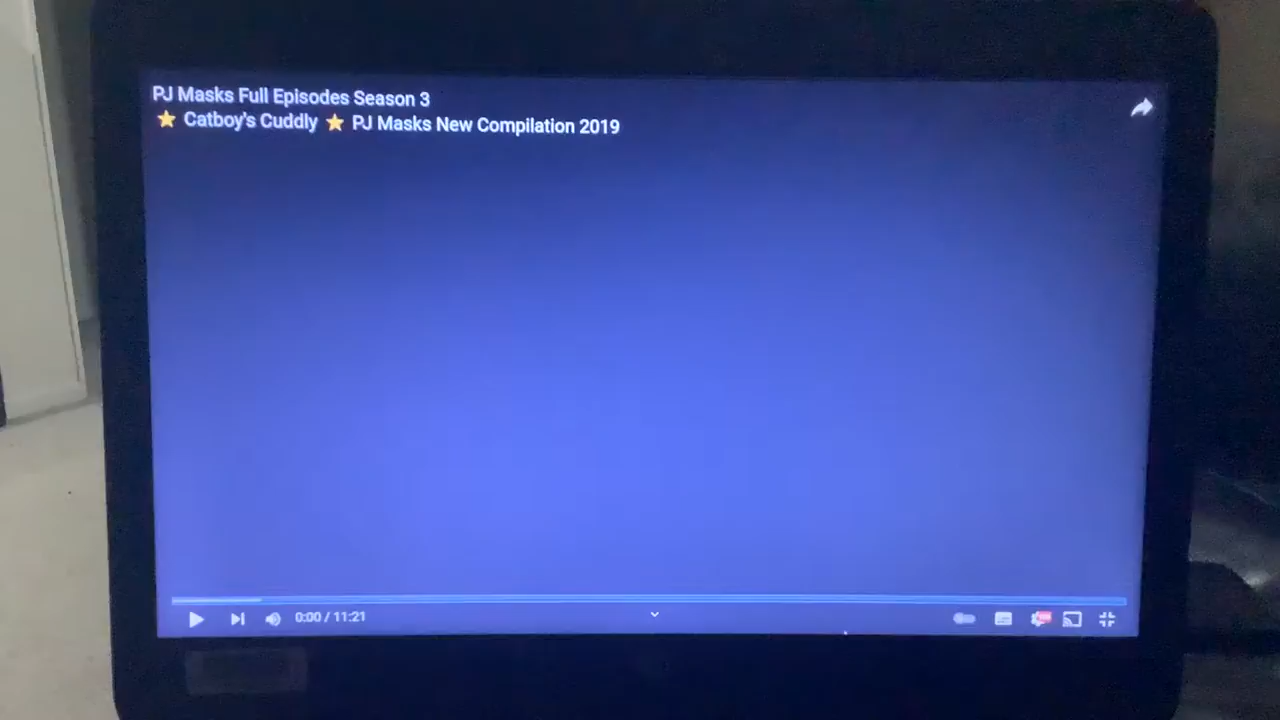 PJ Masks Full Episodes Season 3
⭐ Catboy's Cuddly ⭐ PJ Masks New Compilation 2019
0:00 / 11:21